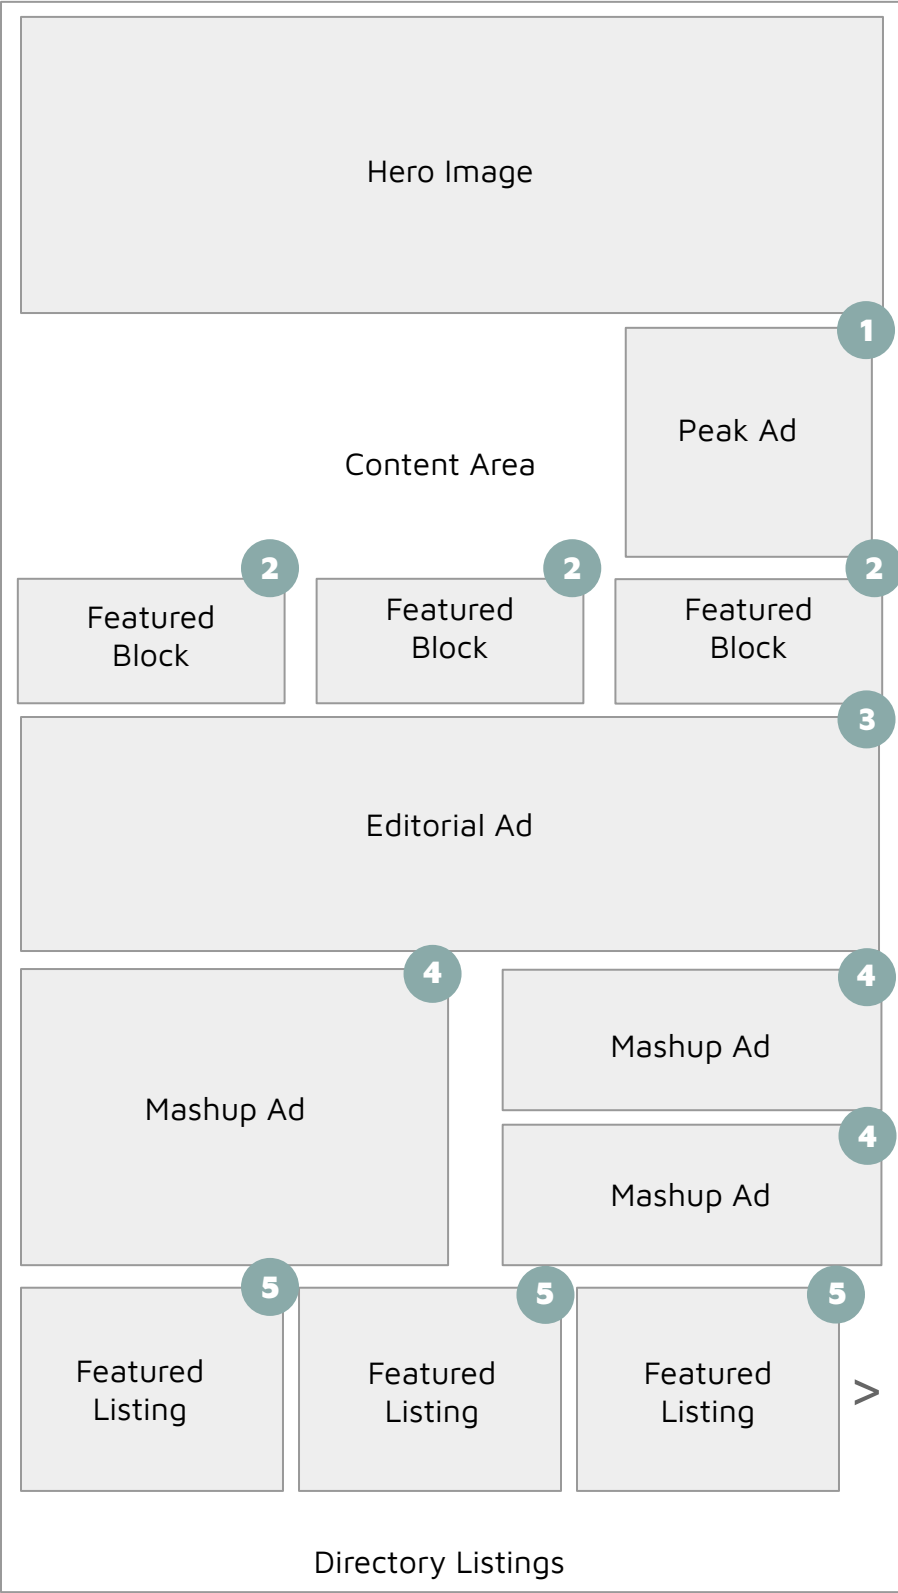 Hero Image
1
Peak Ad
Content Area
2
Featured
Block
2
Featured
Block
2
Featured
Block
3
Editorial Ad
4
Mashup Ad
4
Mashup Ad
4
Mashup Ad
5
Featured
Listing
5
Featured
Listing
5
Featured
Listing
>
Directory Listings